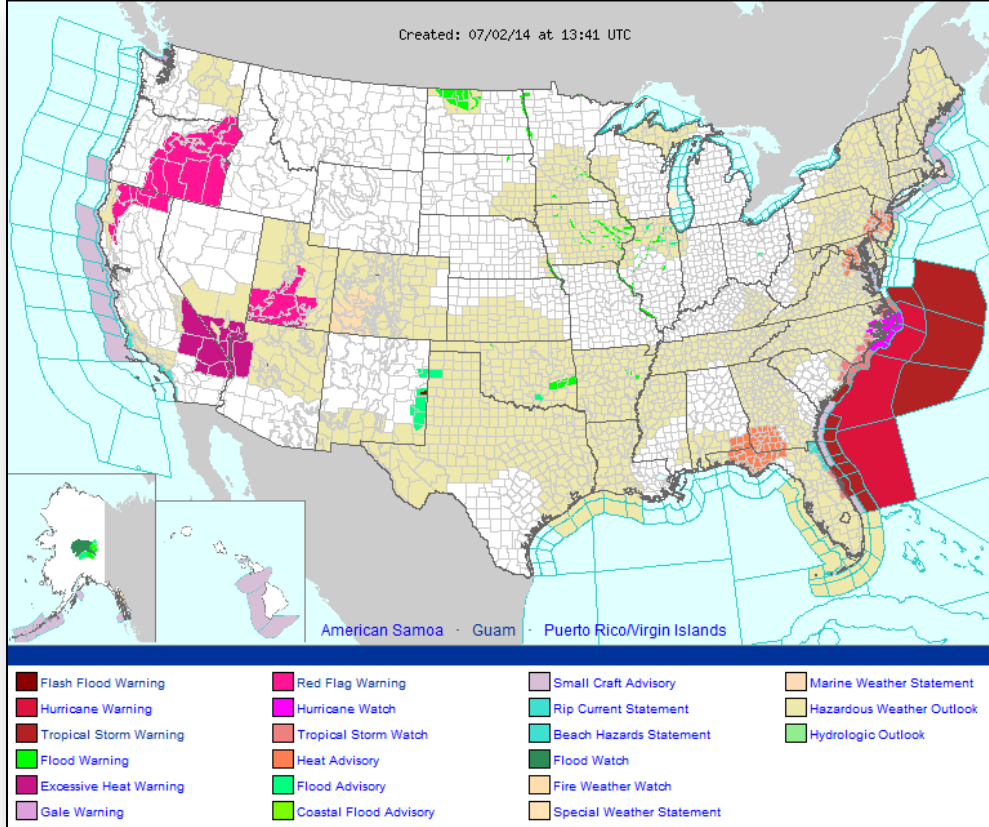 Created: 07/02/14 at 13:41 UTC
American Samoa · Guam · Puerto Rico/Virgin Islands
Flash Flood Warning
Hurricane Warning
Tropical Storm Warning
Flood Warning
Excessive Heat Warning
Gale Warning
Red Flag Warning
Hurricane Watch
Tropical Storm Watch
Heat Advisory
Flood Advisory
Coastal Flood Advisory
Small Craft Advisory
Rip Current Statement
Beach Hazards Statement
Flood Watch
Fire Weather Watch
Special Weather Statement
Marine Weather Statement
Hazardous Weather Outlook
Hydrologic Outlook